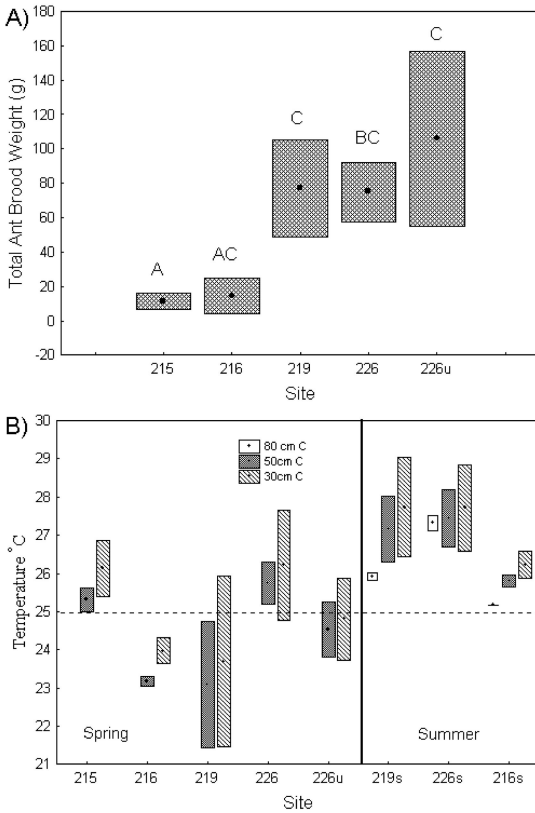 A)
Total Ant Brood Weight (g)
180
160
140
120
100
80
60
40
20
0
-20
A
AC
C
BC
C
215 216 219 226 226u
Site
B)
Temperature °C
30
29
28
27
26
25
24
23
22
21
80 cm C
50cm C
30cm C
Spring
Summer
215 216 219 226 226u 219s 226s 216s
Site